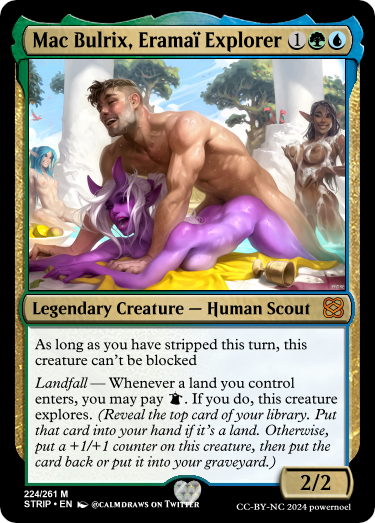 Mac Bulrix, Eramaï Explorer 1
Legendary Creature — Human Scout
As long as you have stripped this turn, this
creature can't be blocked
Landfall — Whenever a land you control
enters, you may pay . If you do, this creature
explores. (Reveal the top card of your library. Put
that card into your hand if it's a land. Otherwise,
put a +1/+1 counter on this creature, then put the
card back or put it into your graveyard.)
2/2
224/261 M
STRIP • EN @CALMDRAWS ON TWITTER
CC-BY-NC 2024 powernoel